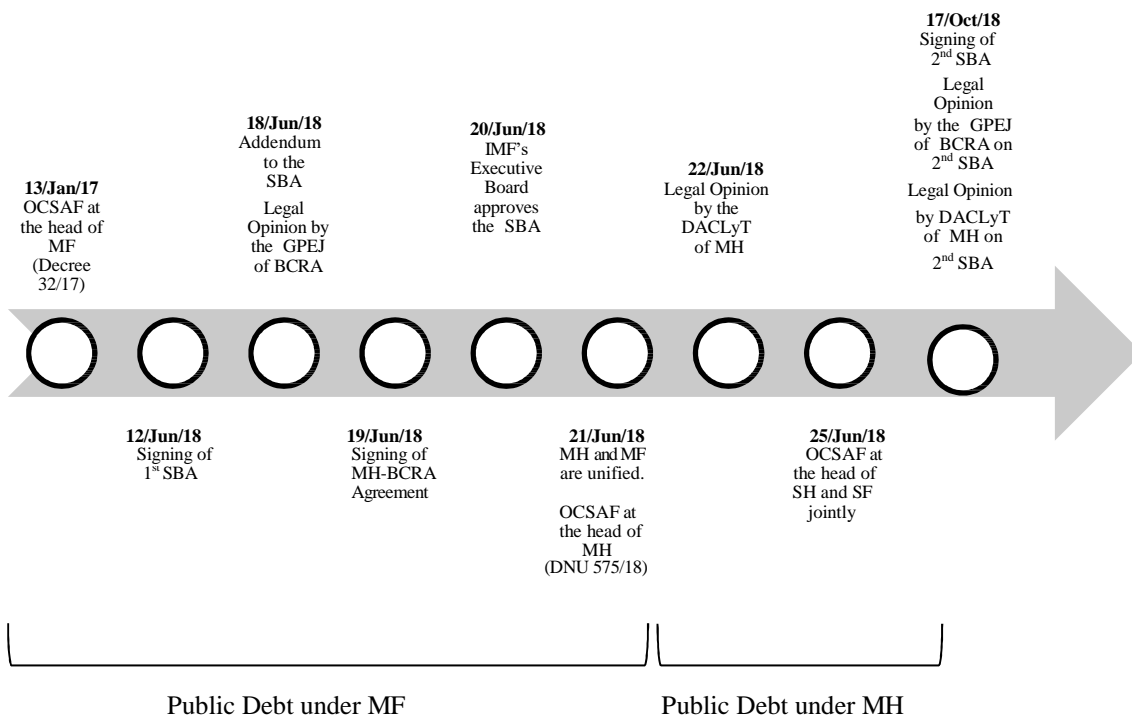 13/Jan/17
OCSAF at
the head of
MF
(Decree
32/17)
12/Jun/18
Signing of
1st SBA
18/Jun/18
Addendum
to the
SBA
Legal
Opinion by
the GPEJ
of BCRA
19/Jun/18
Signing of
MH-BCRA
Agreement
20/Jun/18
IMF's
Executive
Board
approves
the SBA
21/Jun/18
MH and MF
are unified.
OCSAF at
the head of
MH
(DNU 575/18)
22/Jun/18
Legal Opinion
by the
DACLyT
of MH
25/Jun/18
OCSAF at
the head of
SH and SF
jointly
17/Oct/18
Signing of
2nd SBA
Legal
Opinion
by the GPEJ
of BCRA on
2nd SBA
Legal Opinion
by DACLyT
of MH on
2nd SBA
Public Debt under MF
Public Debt under MH